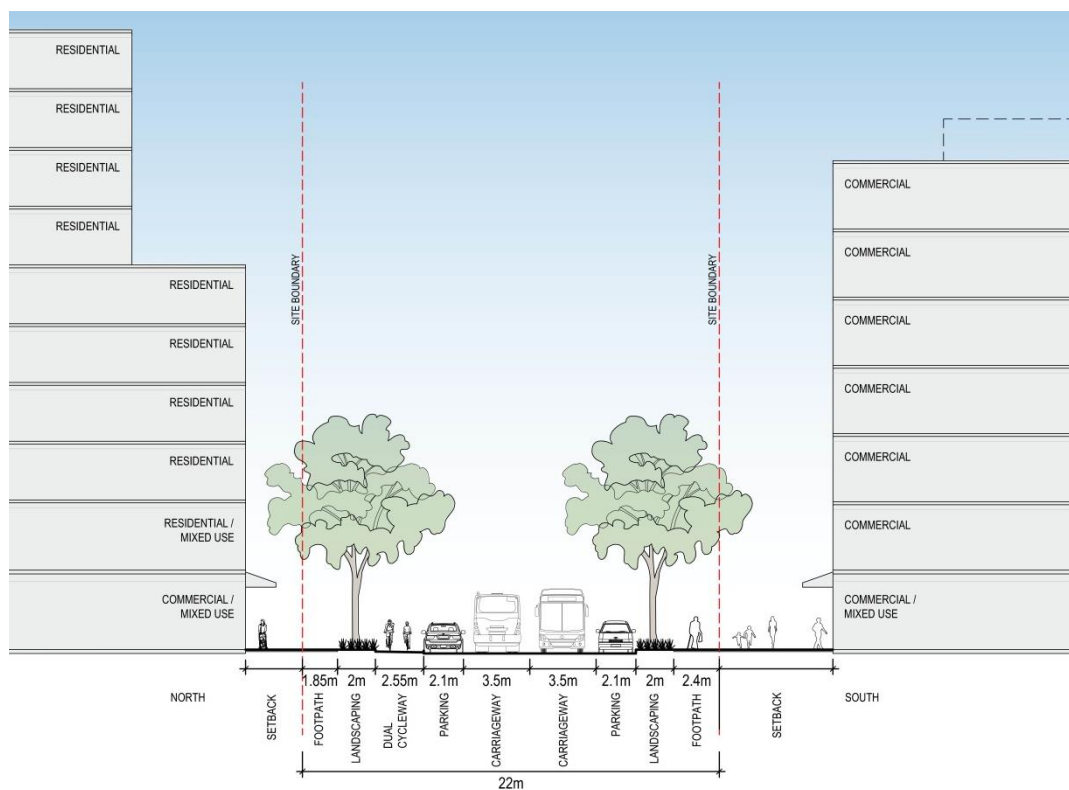 RESIDENTIAL
RESIDENTIAL
RESIDENTIAL
RESIDENTIAL
RESIDENTIAL
RESIDENTIAL
RESIDENTIAL
RESIDENTIAL
RESIDENTIAL /
MIXED USE
COMMERCIAL /
MIXED USE
SITE BOUNDARY
SITE BOUNDARY
COMMERCIAL
COMMERCIAL
COMMERCIAL
COMMERCIAL
COMMERCIAL
COMMERCIAL
COMMERCIAL /
MIXED USE
1.85m
2m
2.55m
2.1m
3.5m
3.5m
2.1m
2m
2.4m
NORTH
SETBACK
FOOTPATH
LANDSCAPING
DUAL
CYCLEWAY
PARKING
CARRIAGEWAY
CARRIAGEWAY
PARKING
LANDSCAPING
FOOTPATH
SETBACK
SOUTH
22m